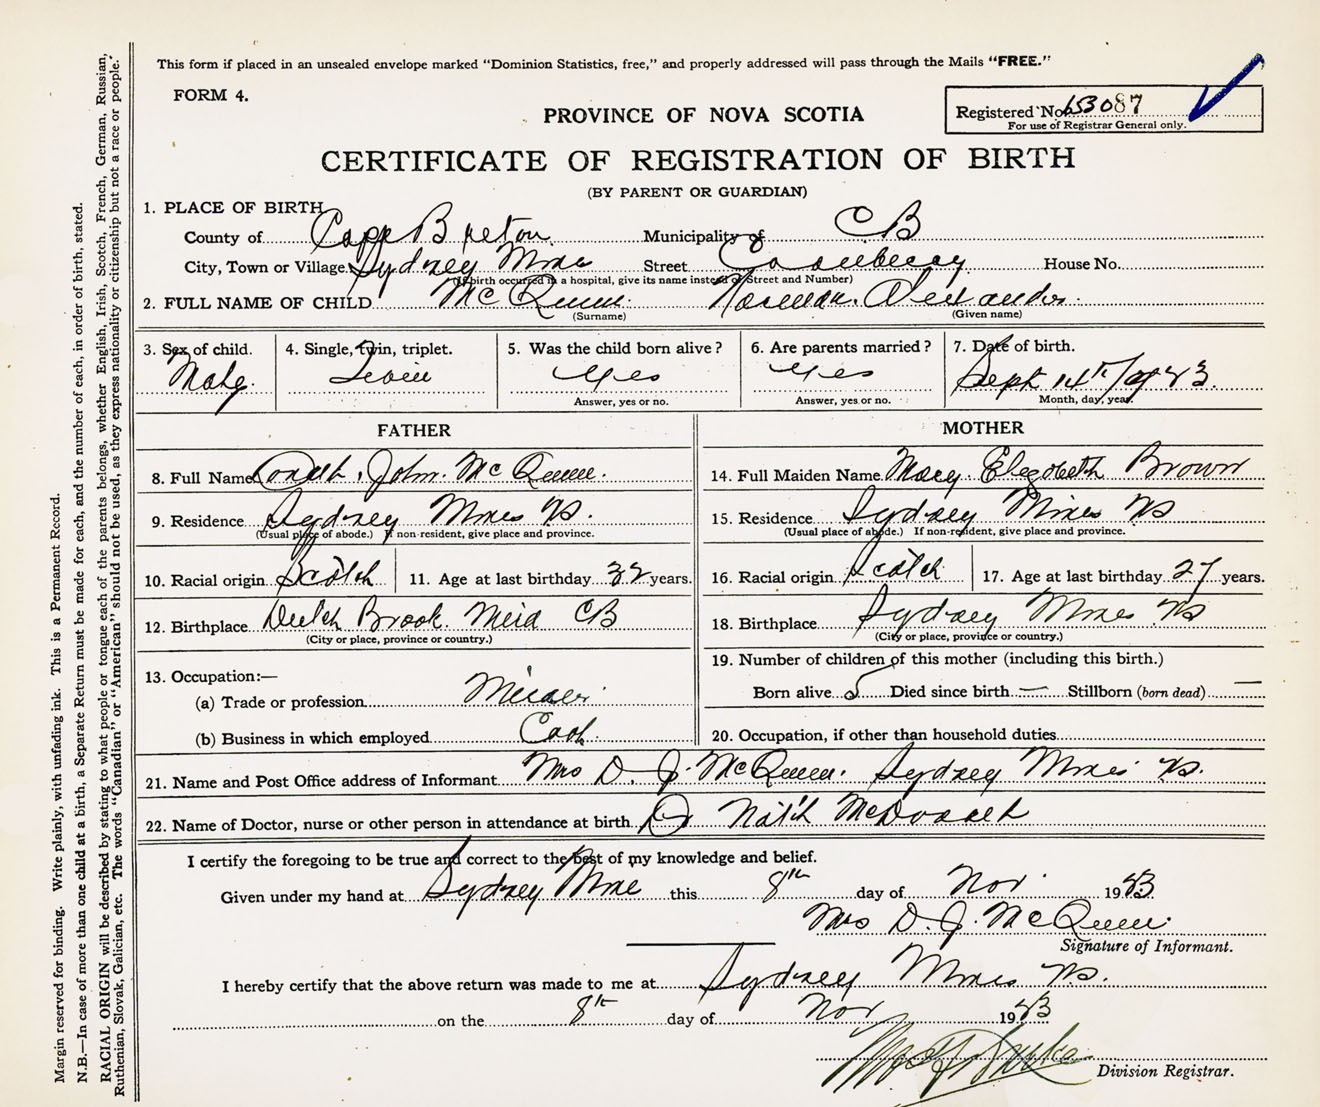 This form if placed in an unsealed envelope marked "Dominion Statistics, free," and properly addressed will pass through the Mails "FREE."
FORM 4.
PROVINCE OF NOVA SCOTIA
Registered No. 653087
For use of Registrar General only.
CERTIFICATE OF REGISTRATION OF BIRTH
(BY PARENT OR GUARDIAN)
1. PLACE OF BIRTH
County of Cape Breton Municipality of C B
City, Town or Village Sydney Mines Street House No.
(If birth occurred in a hospital, give its name instead of Street and Number)
2. FULL NAME OF CHILD McQueen Norman Alexander
(Surname) (Given name)
3. Sex of child. 4. Single, twin, triplet. 5. Was the child born alive? 6. Are parents married? 7. Date of birth.
Male Yes Yes Sept 14th
Answer, yes or no. Answer, yes or no. Month, day, year.
FATHER MOTHER
8. Full Name John McQueen 14. Full Maiden Name Mary Elizabeth Brown
9. Residence Sydney Mines NS. 15. Residence Sydney Mines NS
(Usual place of abode.) If non-resident, give place and province. (Usual place of abode.) If non-resident, give place and province.
10. Racial origin Scotch 11. Age at last birthday 32 years. 16. Racial origin Scotch 17. Age at last birthday 27 years.
12. Birthplace Brook CB 18. Birthplace Sydney Mines NS
(City or place, province or country.) (City or place, province or country.)
13. Occupation:— 19. Number of children of this mother (including this birth.)
(a) Trade or profession Born alive 5 Died since birth — Stillborn (born dead) —
(b) Business in which employed 20. Occupation, if other than household duties
21. Name and Post Office address of Informant Mrs D. J. McQueen. Sydney Mines NS.
22. Name of Doctor, nurse or other person in attendance at birth
I certify the foregoing to be true and correct to the best of my knowledge and belief.
Given under my hand at Sydney Mine this 8th day of Nov. 19
Mrs D. J. McQueen
Signature of Informant.
I hereby certify that the above return was made to me at Sydney Mines NS.
on the 8th day of Nov 19
Division Registrar.
Margin reserved for binding. Write plainly, with unfading ink. This is a Permanent Record.
N.B.—In case of more than one child at a birth, a Separate Return must be made for each, and the number of each, in order of birth, stated.
RACIAL ORIGIN will be described by stating to what people or tongue each of the parents belongs, whether English, Irish, Scotch, French, German, Russian,
Ruthenian, Slovak, Galician, etc. The words "Canadian" or "American" should not be used, as they express nationality or citizenship but not a race or people.